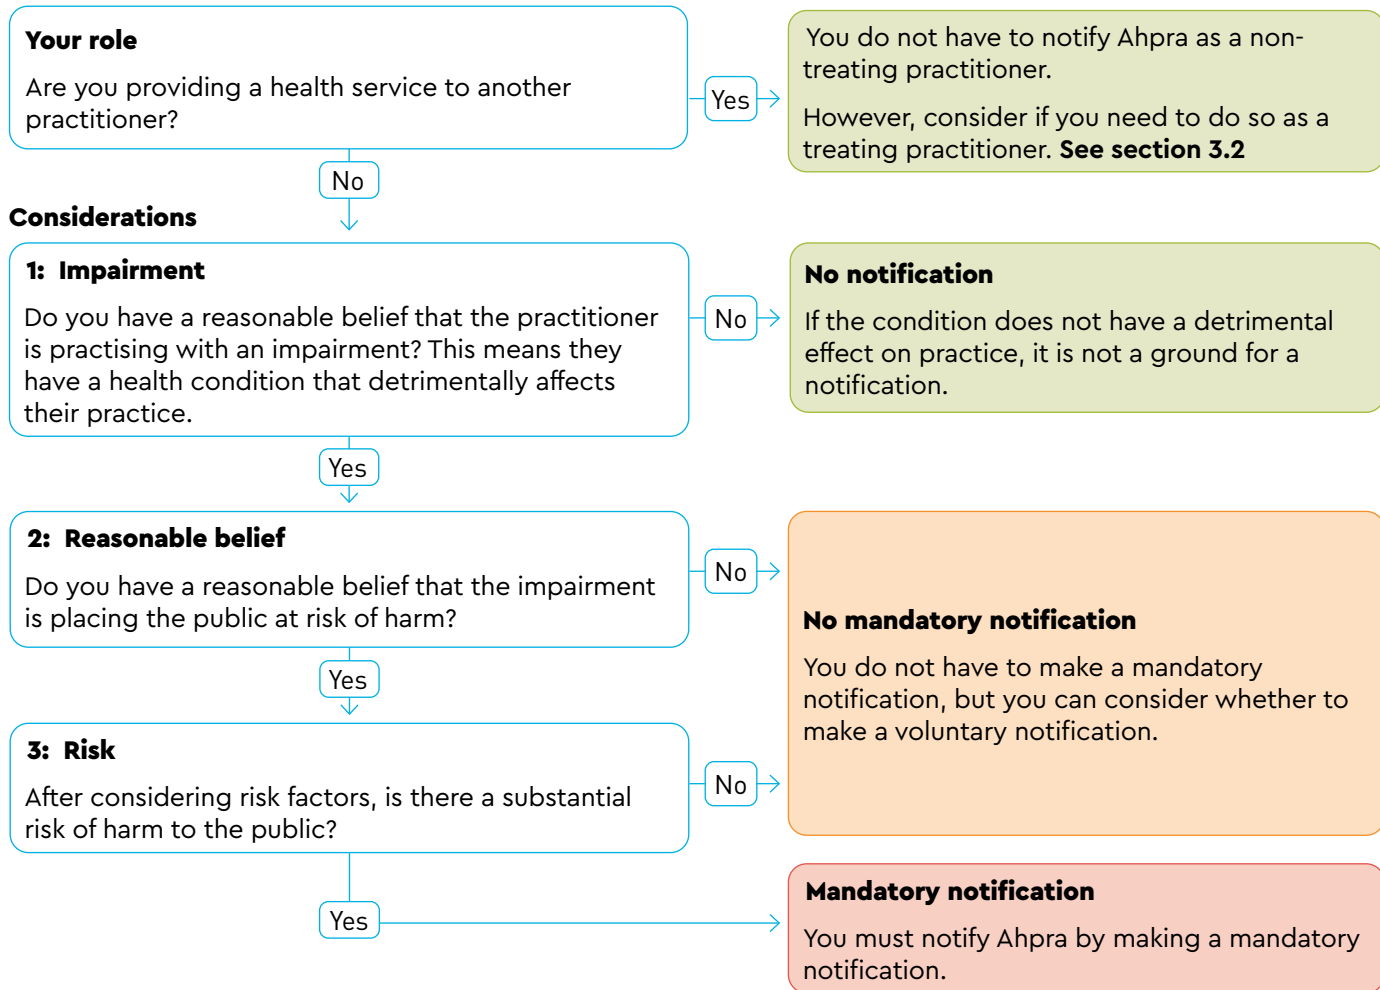 Your role
Are you providing a health service to another
practitioner?
Yes
You do not have to notify Ahpra as a non-
treating practitioner.
However, consider if you need to do so as a
treating practitioner. See section 3.2
No
Considerations
1: Impairment
Do you have a reasonable belief that the practitioner
is practising with an impairment? This means they
have a health condition that detrimentally affects
their practice.
No
No notification
If the condition does not have a detrimental
effect on practice, it is not a ground for a
notification.
Yes
2: Reasonable belief
Do you have a reasonable belief that the impairment
is placing the public at risk of harm?
No
No mandatory notification
You do not have to make a mandatory
notification, but you can consider whether to
make a voluntary notification.
Yes
3: Risk
After considering risk factors, is there a substantial
risk of harm to the public?
No
Yes
Mandatory notification
You must notify Ahpra by making a mandatory
notification.